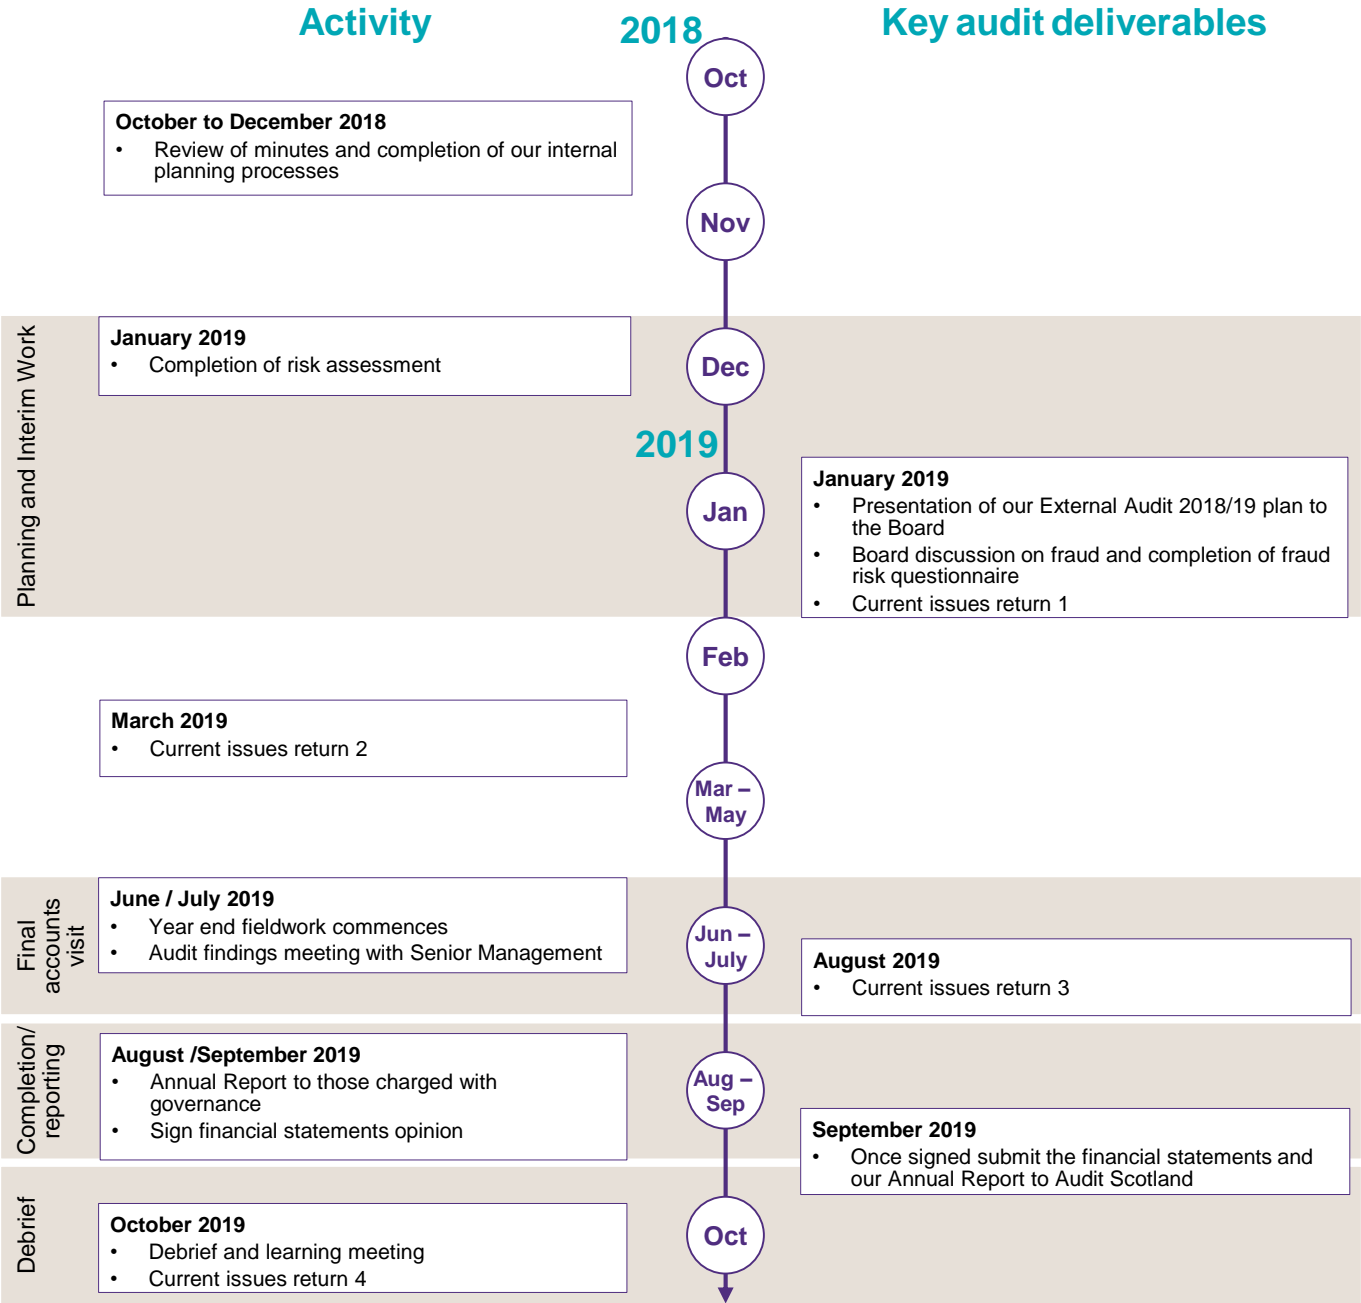 Activity
2018
Key audit deliverables
Oct
October to December 2018
• Review of minutes and completion of our internal
planning processes
Nov
Planning and Interim Work
January 2019
• Completion of risk assessment
Dec
2019
Jan
January 2019
• Presentation of our External Audit 2018/19 plan to
the Board
• Board discussion on fraud and completion of fraud
risk questionnaire
• Current issues return 1
Feb
March 2019
• Current issues return 2
Mar –
May
Final
accounts
visit
June / July 2019
• Year end fieldwork commences
• Audit findings meeting with Senior Management
Jun –
July
August 2019
• Current issues return 3
Completion/
reporting
August /September 2019
• Annual Report to those charged with
governance
• Sign financial statements opinion
Aug –
Sep
September 2019
• Once signed submit the financial statements and
our Annual Report to Audit Scotland
Debrief
October 2019
• Debrief and learning meeting
• Current issues return 4
Oct